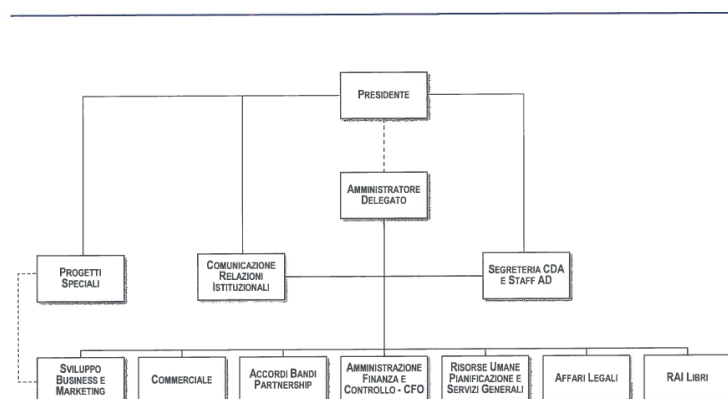 PRESIDENTE
AMMINISTRATORE
DELEGATO
PROGETTI
SPECIALI
COMUNICAZIONE
RELAZIONI
ISTITUZIONALI
SEGRETERIA CDA
E STAFF AD
SVILUPPO
BUSINESS E
MARKETING
COMMERCIALE
ACCORDI BANDI
PARTNERSHIP
AMMINISTRAZIONE
FINANZA E
CONTROLLO - CFO
RISORSE UMANE
PIANIFICAZIONE E
SERVIZI GENERALI
AFFARI LEGALI
RAI LIBRI